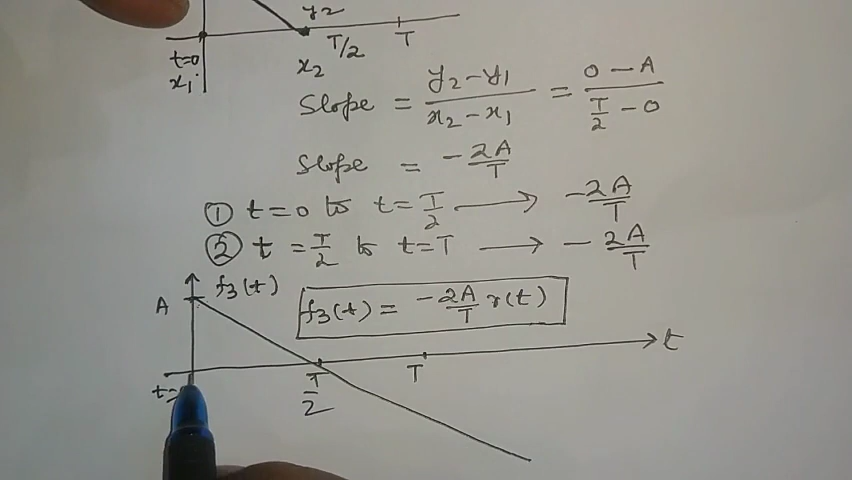 y₂
t=0 T/2 T
x₁ x₂
Slope = (y₂ - y₁)/(x₂ - x₁) = (0 - A)/(T/2 - 0)
Slope = -2A/T
① t=0 to t=T/2 → -2A/T
② t=T/2 to t=T → -2A/T
f₃(t)
A
f₃(t) = -2A/T r(t)
t
T
t= T/2